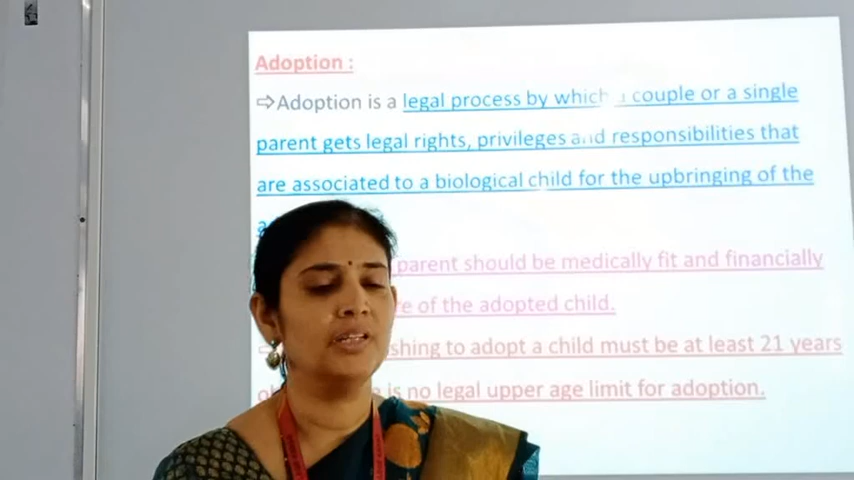 Adoption :
⇨Adoption is a legal process by which a couple or a single
parent gets legal rights, privileges and responsibilities that
are associated to a biological child for the upbringing of the
parent should be medically fit and financially
of the adopted child.
to adopt a child must be at least 21 years
is no legal upper age limit for adoption.